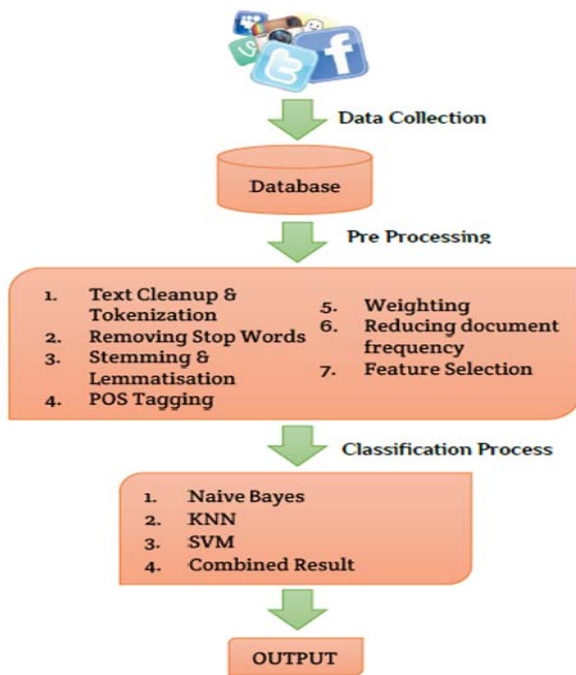 Data Collection
Database
Pre Processing
1. Text Cleanup &
Tokenization
2. Removing Stop Words
3. Stemming &
Lemmatisation
4. POS Tagging
5. Weighting
6. Reducing document
frequency
7. Feature Selection
Classification Process
1. Naive Bayes
2. KNN
3. SVM
4. Combined Result
OUTPUT